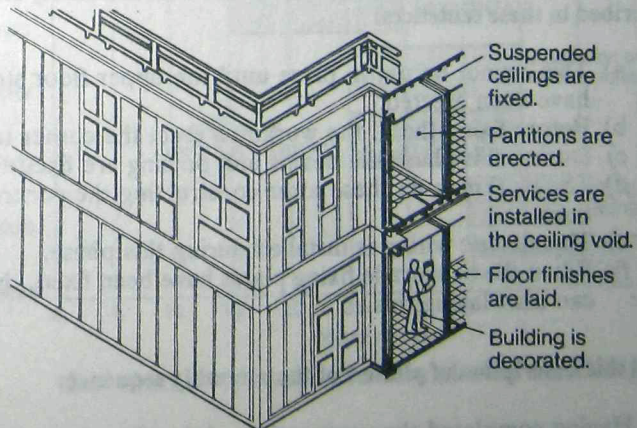 Suspended
ceilings are
fixed.
Partitions are
erected.
Services are
installed in
the ceiling void.
Floor finishes
are laid.
Building is
decorated.